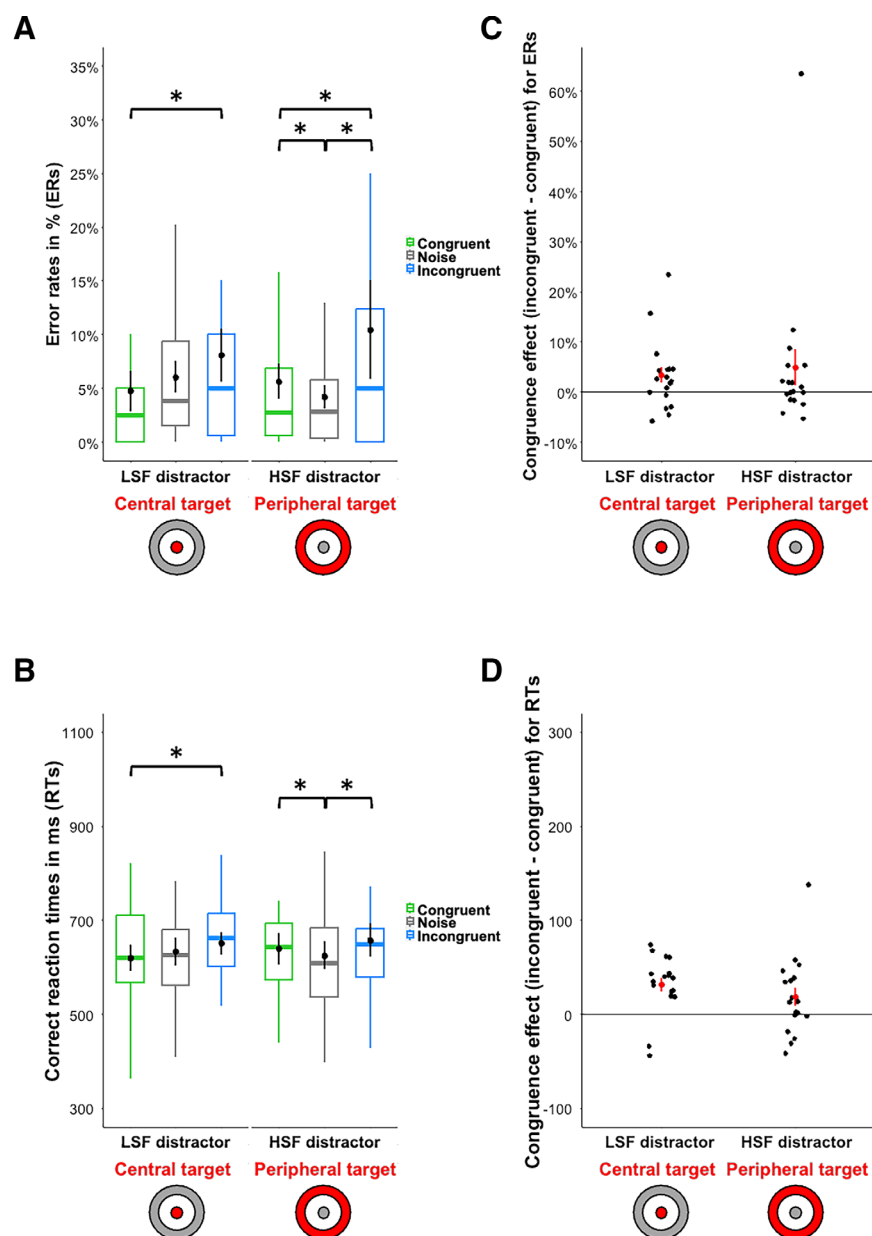 A
Error rates in % (ERs)
35%
30%
25%
20%
15%
10%
5%
0%
*
*
*
*
Congruent
Noise
Incongruent
LSF distractor
HSF distractor
Central target
Peripheral target
C
Congruence effect (incongruent - congruent) for ERs
60%
50%
40%
30%
20%
10%
0%
-10%
LSF distractor
HSF distractor
Central target
Peripheral target
B
Correct reaction times in ms (RTs)
1100
900
700
500
300
*
*
*
Congruent
Noise
Incongruent
LSF distractor
HSF distractor
Central target
Peripheral target
D
Congruence effect (incongruent - congruent) for RTs
300
200
100
0
-100
LSF distractor
HSF distractor
Central target
Peripheral target